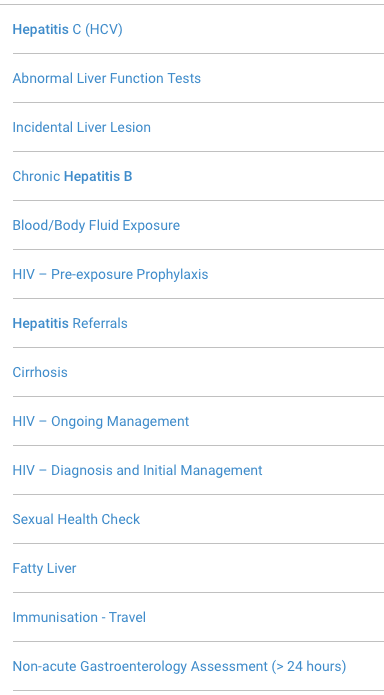 Hepatitis C (HCV)
Abnormal Liver Function Tests
Incidental Liver Lesion
Chronic Hepatitis B
Blood/Body Fluid Exposure
HIV – Pre-exposure Prophylaxis
Hepatitis Referrals
Cirrhosis
HIV – Ongoing Management
HIV – Diagnosis and Initial Management
Sexual Health Check
Fatty Liver
Immunisation - Travel
Non-acute Gastroenterology Assessment (> 24 hours)